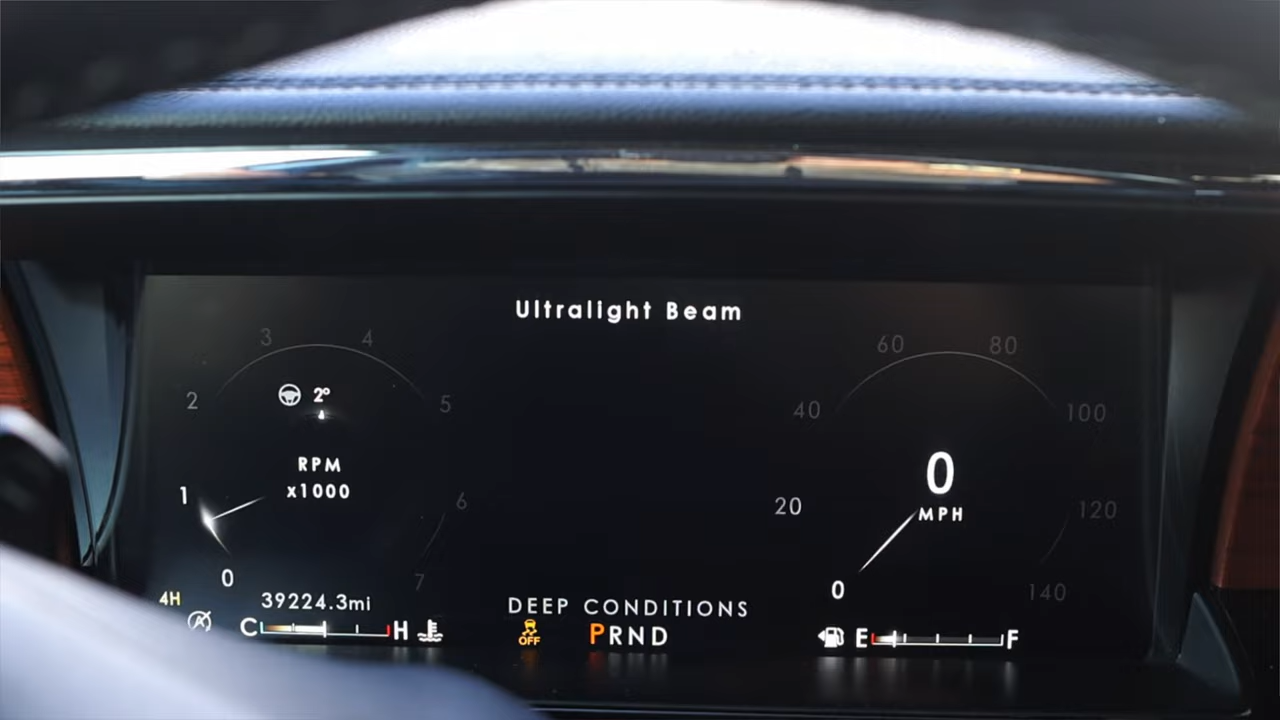 Ultralight Beam
3 4
60 80
2 2° 5
40 100
0
RPM
x1000
MPH
1 6
20 120
0 7
0 140
4H
39224.3mi
DEEP CONDITIONS
C H
OFF
PRND
E F